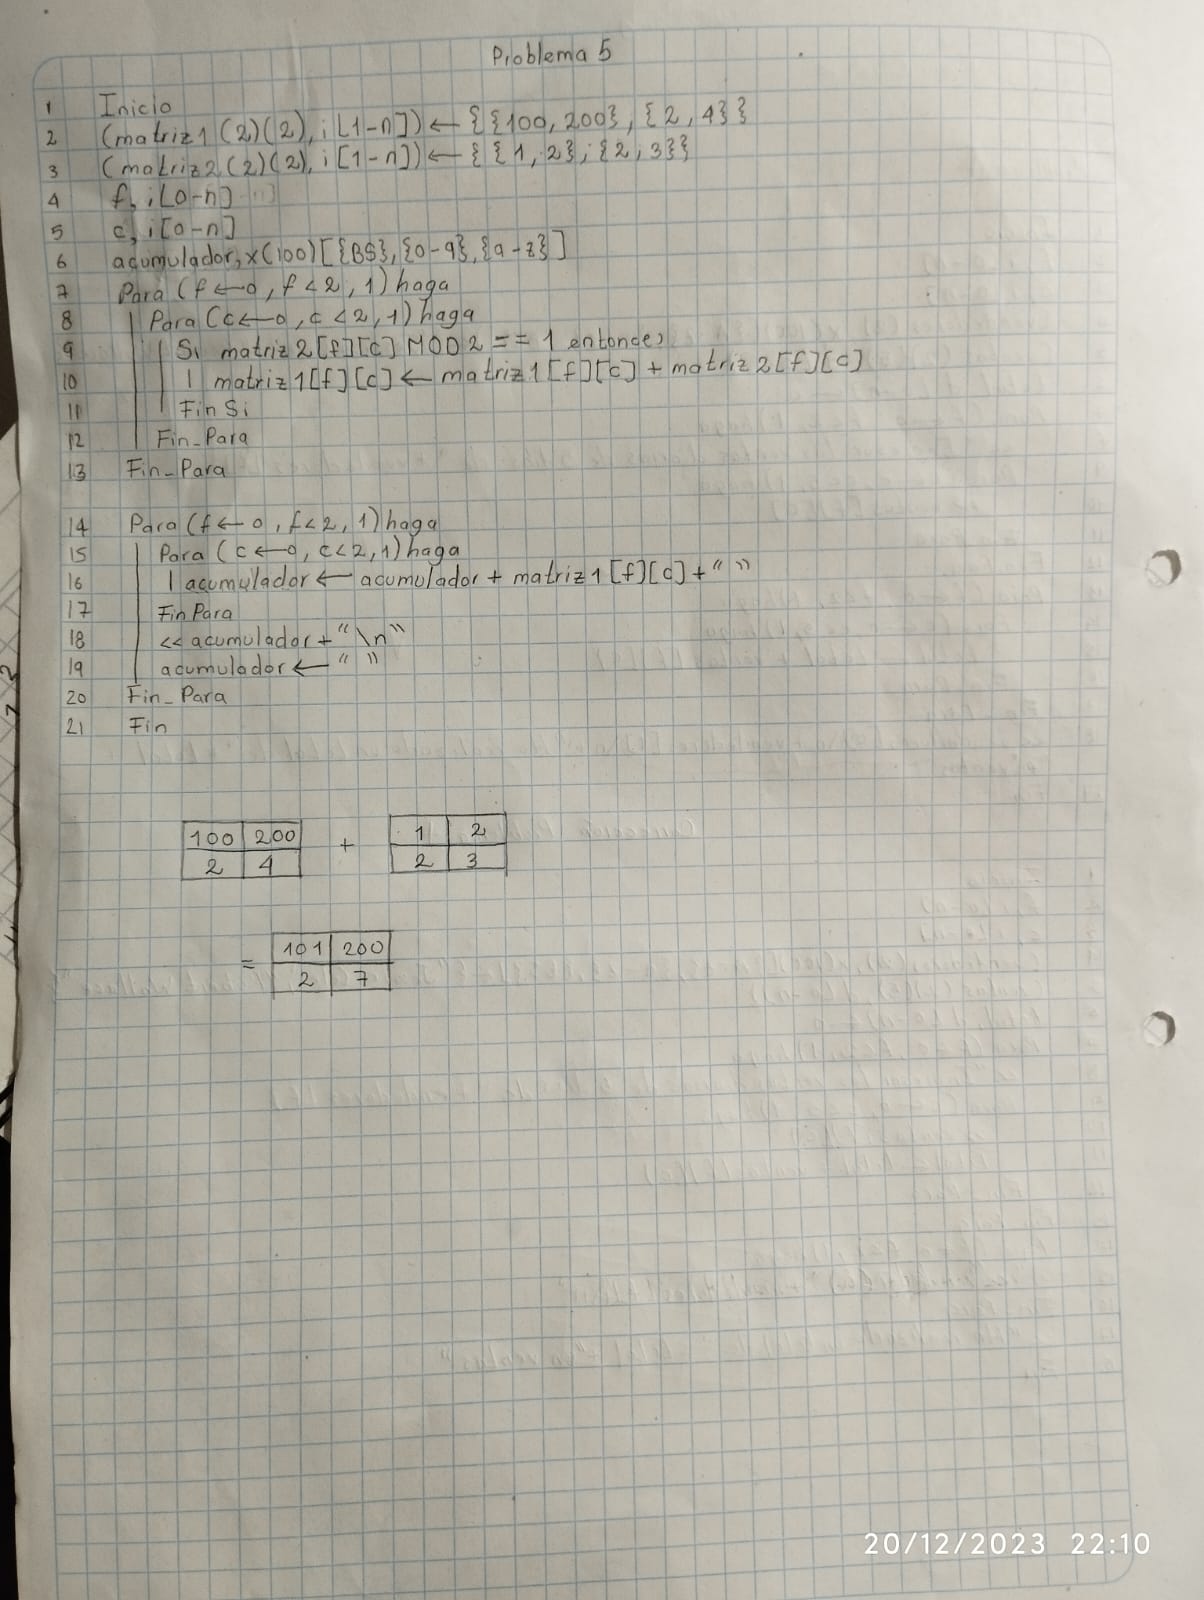 Problema 5
1 Inicio
2 (matriz1(2)(2), i[1-n]) ← {{100, 200}, {2, 4}}
3 (matriz2(2)(2), i[1-n]) ← {{1, 2}, {2, 3}}
4 f, i[0-n]
5 c, i[0-n]
6 acumulador, x(100)[{BS}, {0-9}, {a-z}]
7 Para (f ← 0, f < 2, 1) haga
8 Para (c ← 0, c < 2, 1) haga
9 Si matriz2[f][c] MOD 2 == 1 entonces
10 matriz1[f][c] ← matriz1[f][c] + matriz2[f][c]
11 Fin Si
12 Fin_Para
13 Fin_Para
14 Para (f ← 0, f < 2, 1) haga
15 Para (c ← 0, c < 2, 1) haga
16 acumulador ← acumulador + matriz1[f][c] + " "
17 Fin Para
18 << acumulador + "\n"
19 acumulador ← " "
20 Fin_Para
21 Fin
100 200 + 1 2
2 4 2 3
= 101 200
2 7
20/12/2023 22:10